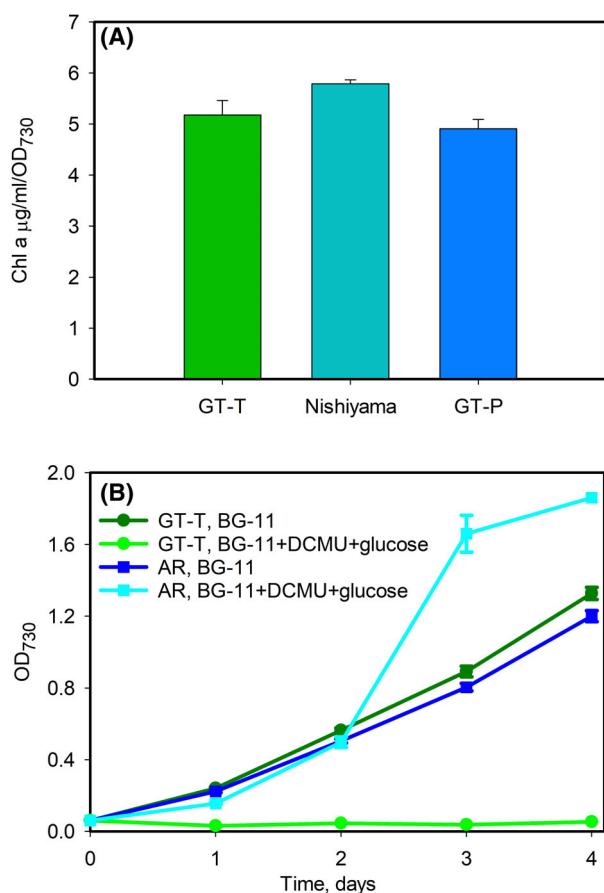 (A)
7
6
5
4
3
2
1
0
Chl a µg/ml/OD730
GT-T Nishiyama GT-P
(B)
GT-T, BG-11
GT-T, BG-11+DCMU+glucose
AR, BG-11
AR, BG-11+DCMU+glucose
2.0
1.6
1.2
0.8
0.4
0.0
OD730
0 1 2 3 4
Time, days